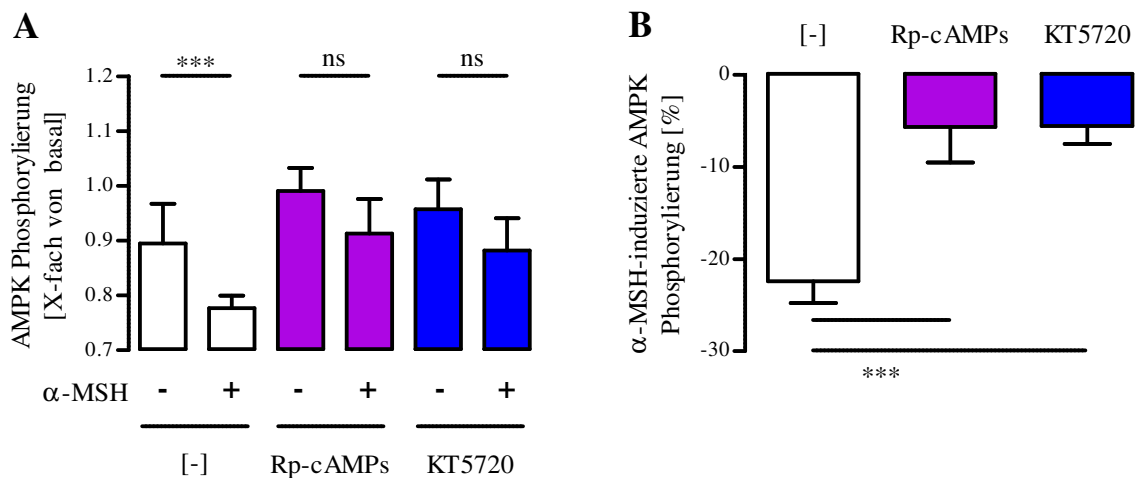 A
AMPK Phosphorylierung
[X-fach von basal]
1.2
1.1
1.0
0.9
0.8
0.7
***
ns
ns
α-MSH
- + - + - +
[-] Rp-cAMPs KT5720
B
[-] Rp-cAMPs KT5720
α-MSH-induzierte AMPK
Phosphorylierung [%]
0
-10
-20
-30
***